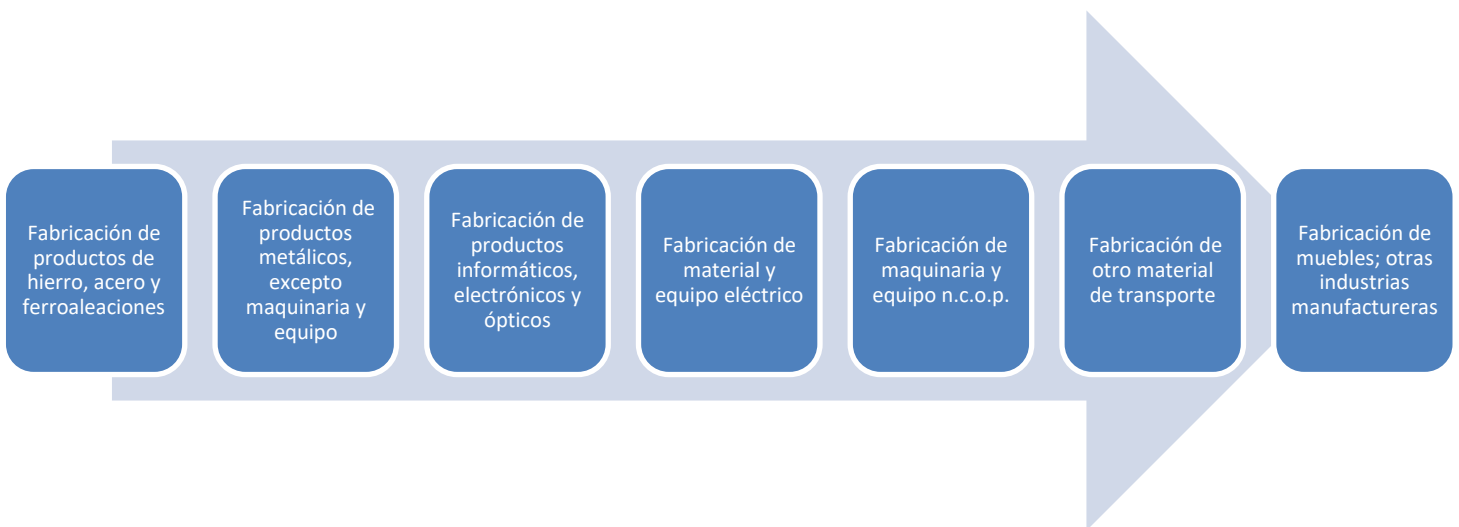 Fabricación de
productos de
hierro, acero y
ferroaleaciones
Fabricación de
productos
metálicos,
excepto
maquinaria y
equipo
Fabricación de
productos
informáticos,
electrónicos y
ópticos
Fabricación de
material y
equipo eléctrico
Fabricación de
maquinaria y
equipo n.c.o.p.
Fabricación de
otro material
de transporte
Fabricación de
muebles; otras
industrias
manufactureras